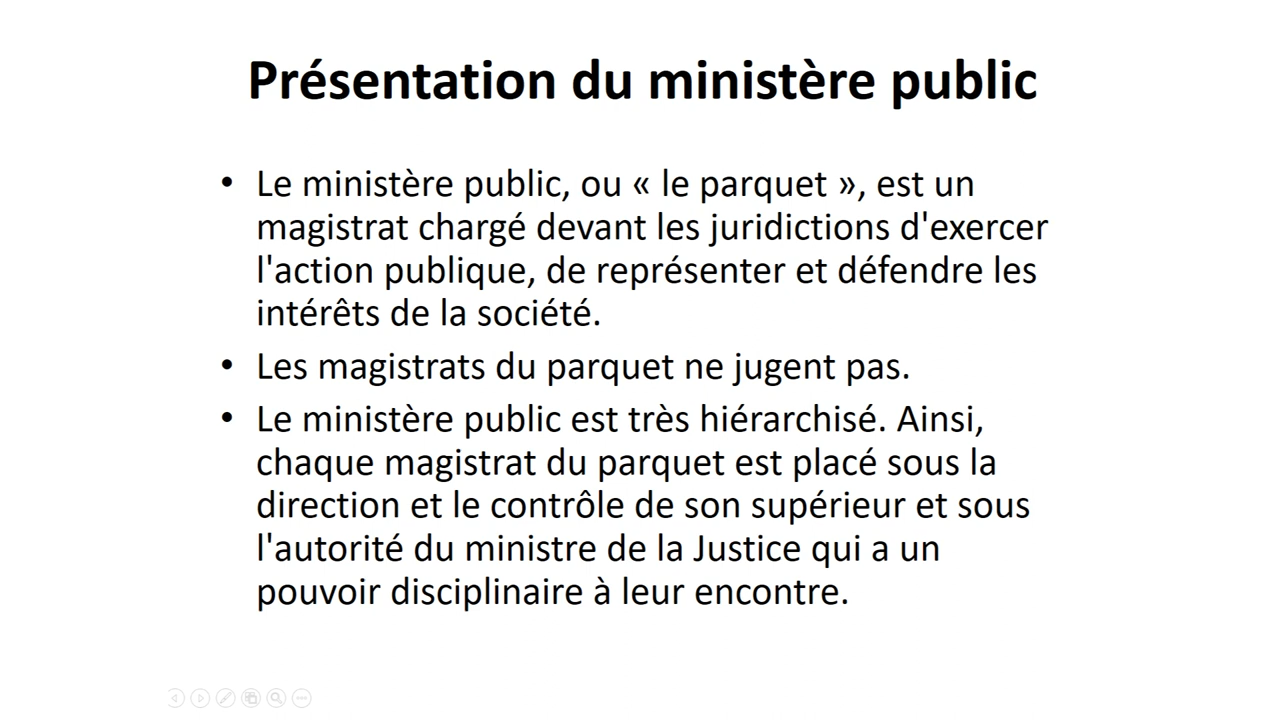 Présentation du ministère public
• Le ministère public, ou « le parquet », est un
magistrat chargé devant les juridictions d'exercer
l'action publique, de représenter et défendre les
intérêts de la société.
• Les magistrats du parquet ne jugent pas.
• Le ministère public est très hiérarchisé. Ainsi,
chaque magistrat du parquet est placé sous la
direction et le contrôle de son supérieur et sous
l'autorité du ministre de la Justice qui a un
pouvoir disciplinaire à leur encontre.